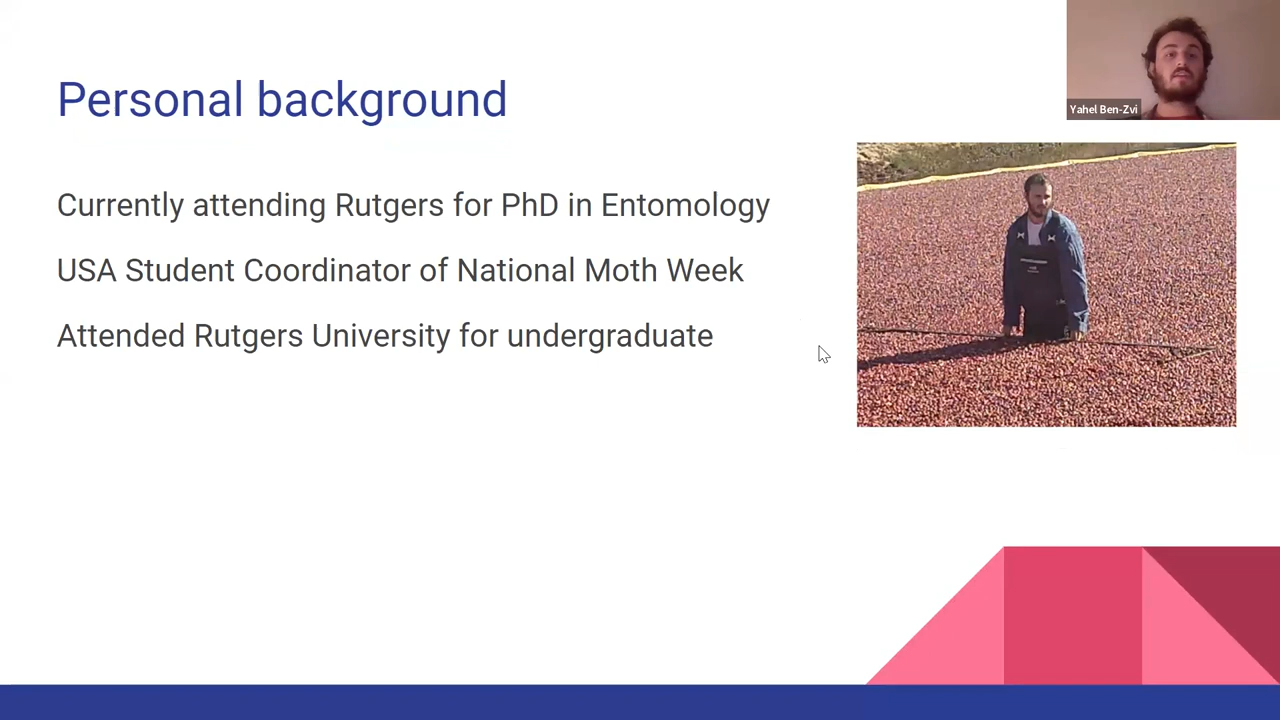 Personal background
Yahel Ben-Zvi
Currently attending Rutgers for PhD in Entomology
USA Student Coordinator of National Moth Week
Attended Rutgers University for undergraduate